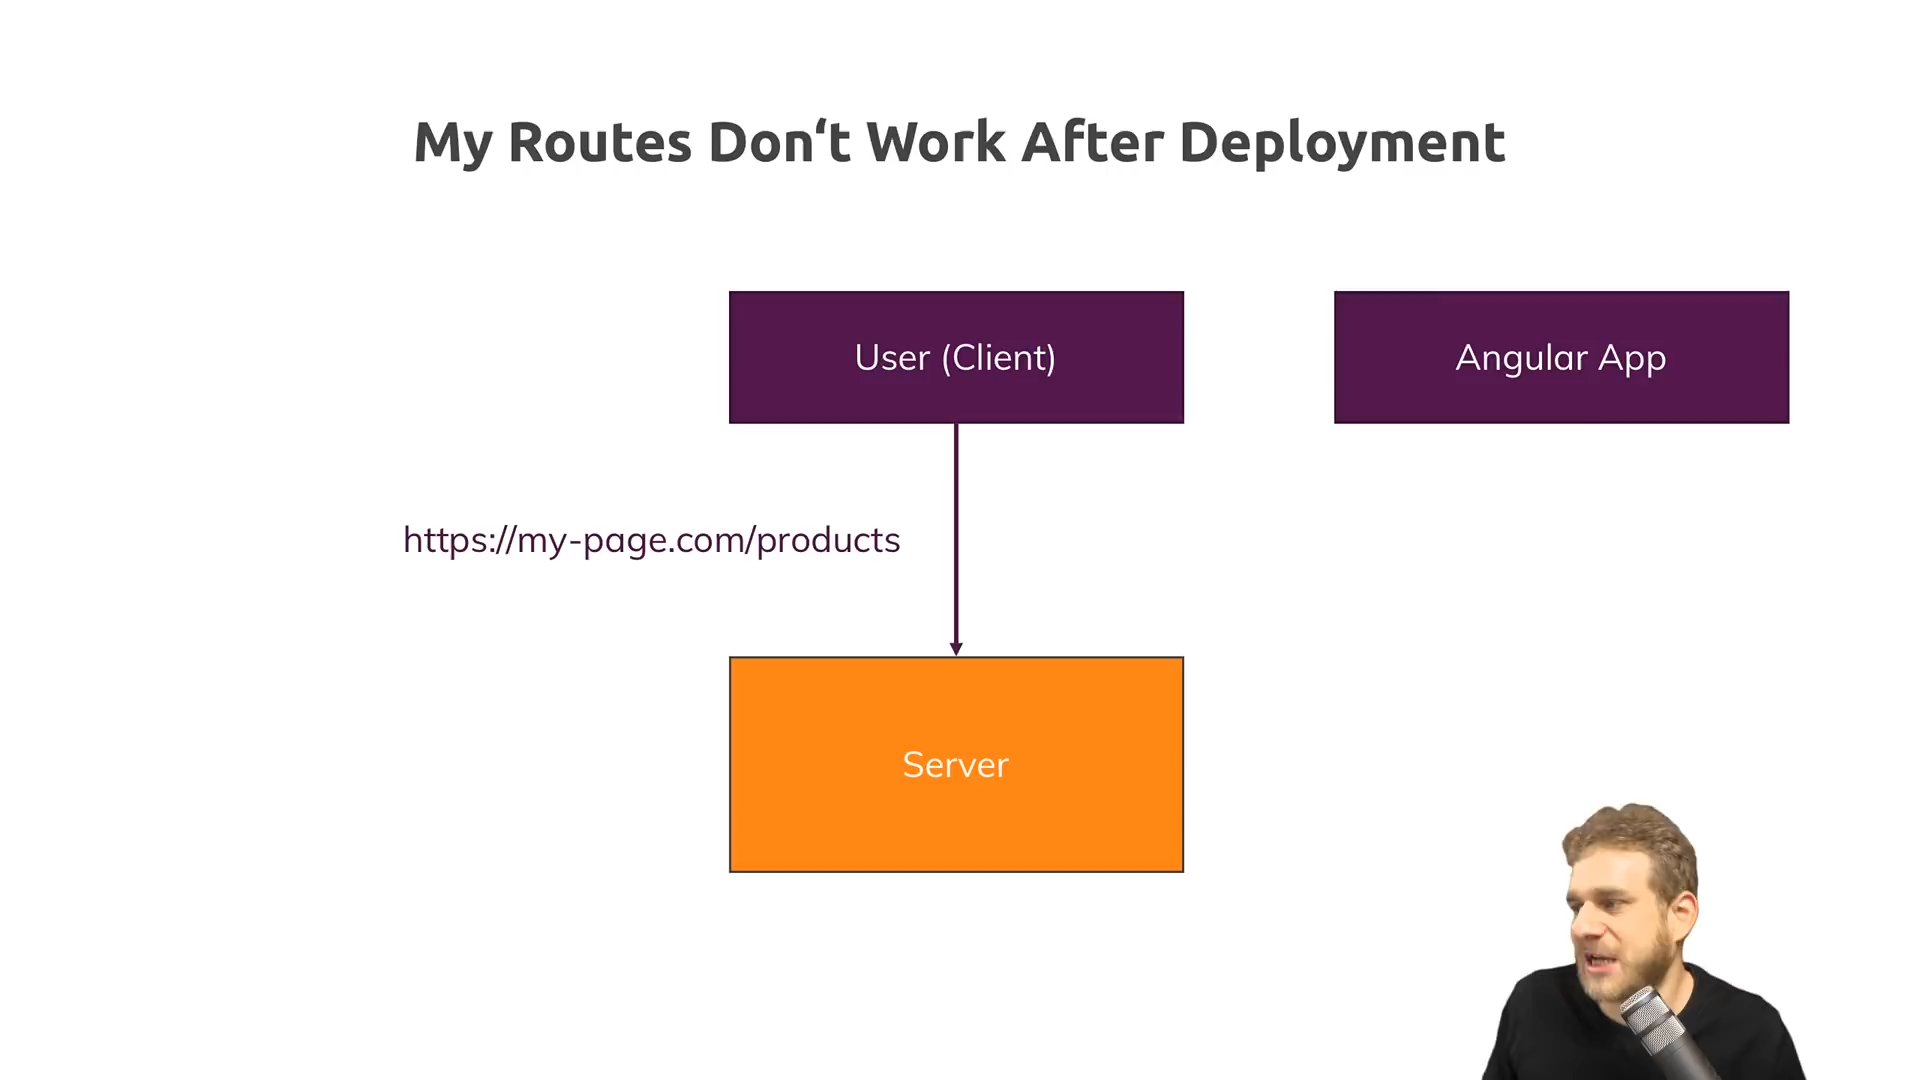 My Routes Don‘t Work After Deployment
User (Client)
Angular App
https://my-page.com/products
Server